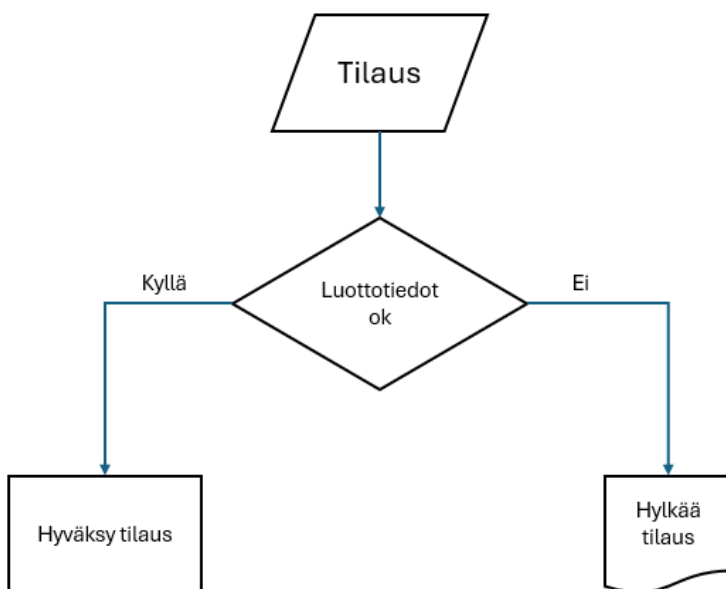 Tilaus
Kyllä
Ei
Luottotiedot
ok
Hyväksy tilaus
Hylkää
tilaus